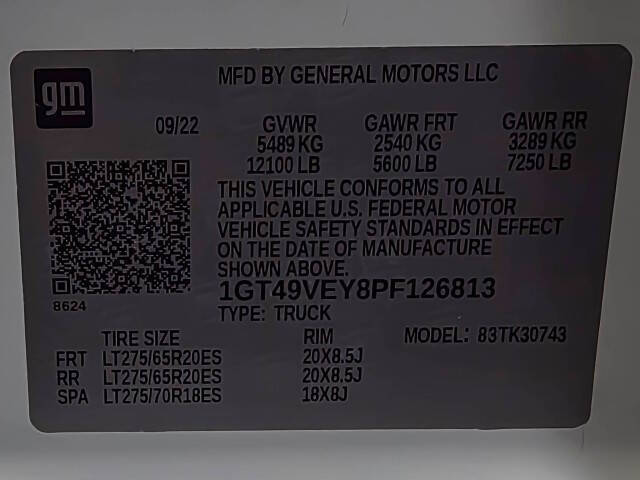 gm
MFD BY GENERAL MOTORS LLC
09/22 GVWR GAWR FRT GAWR RR
5489 KG 2540 KG 3289 KG
12100 LB 5600 LB 7250 LB
THIS VEHICLE CONFORMS TO ALL
APPLICABLE U.S. FEDERAL MOTOR
VEHICLE SAFETY STANDARDS IN EFFECT
ON THE DATE OF MANUFACTURE
SHOWN ABOVE.
8624
1GT49VEY8PF126813
TYPE: TRUCK
TIRE SIZE RIM MODEL: 83TK30743
FRT LT275/65R20ES 20X8.5J
RR LT275/65R20ES 20X8.5J
SPA LT275/70R18ES 18X8J